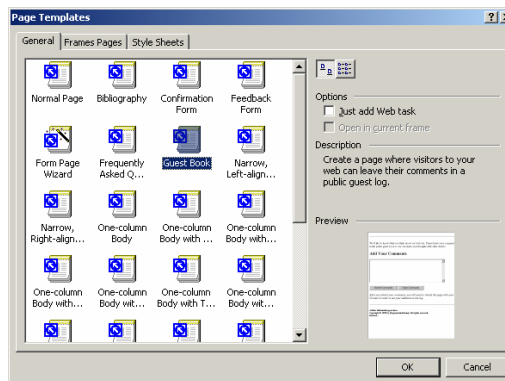 Page Templates
General Frames Pages Style Sheets
Normal Page Bibliography Confirmation Form Feedback Form
Form Page Wizard Frequently Asked Q... Guest Book Narrow, Left-align...
Narrow, Right-align... One-column Body One-column Body with ... One-column Body with...
One-column Body with... One-column Body wit... One-column Body with T... One-column Body wit...
Options
Just add Web task
Open in current frame
Description
Create a page where visitors to your
web can leave their comments in a
public guest log.
Preview
Add Your Comments
OK Cancel